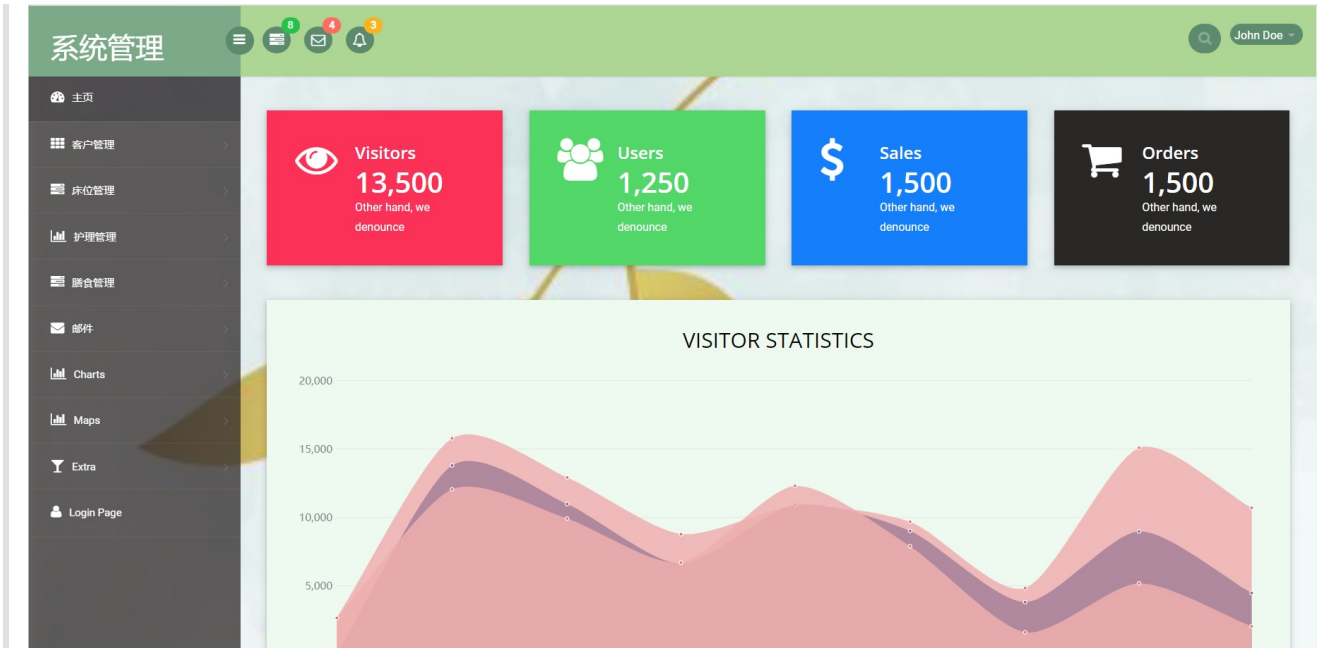 系统管理
8
4
3
John Doe
主页
客户管理
床位管理
护理管理
膳食管理
邮件
Charts
Maps
Extra
Login Page
Visitors
13,500
Other hand, we
denounce
Users
1,250
Other hand, we
denounce
Sales
1,500
Other hand, we
denounce
Orders
1,500
Other hand, we
denounce
VISITOR STATISTICS
20,000
15,000
10,000
5,000